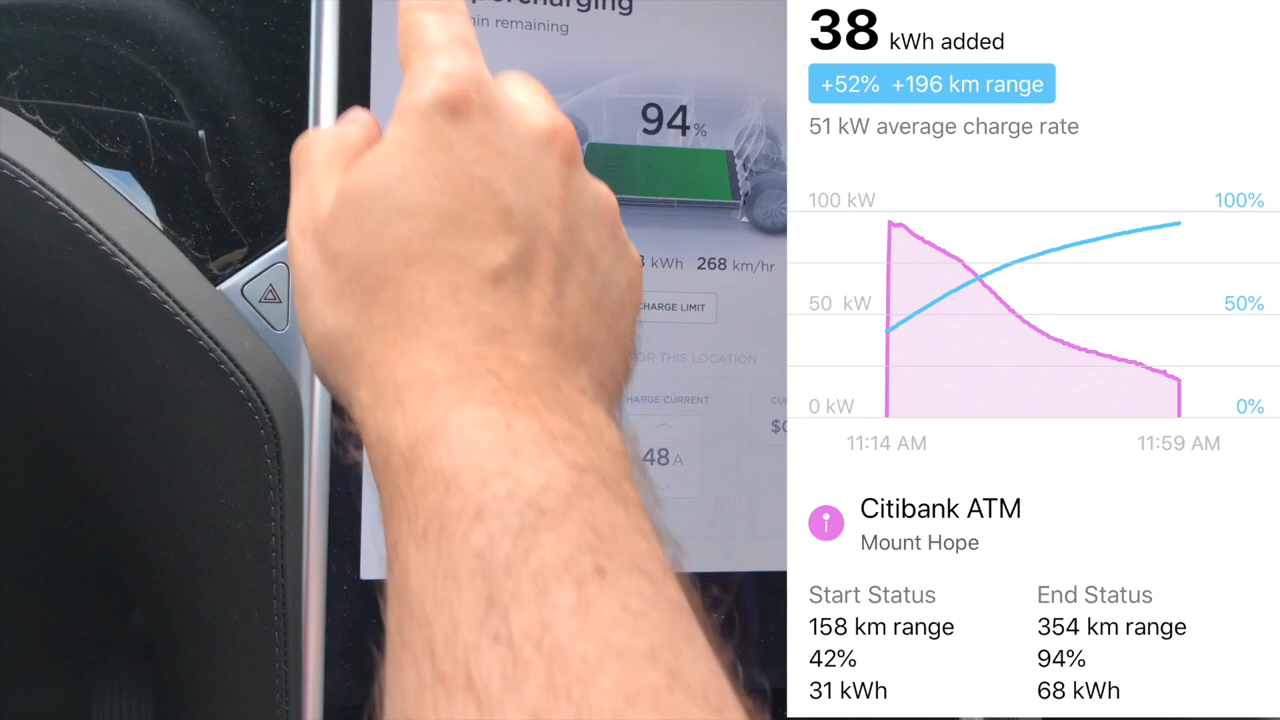 remaining
94%
kWh 268 km/hr
CHARGE LIMIT
THIS LOCATION
CHARGE CURRENT
48 A
38 kWh added
+52% +196 km range
51 kW average charge rate
100 kW 100%
50 kW 50%
0 kW 0%
11:14 AM 11:59 AM
Citibank ATM
Mount Hope
Start Status End Status
158 km range 354 km range
42% 94%
31 kWh 68 kWh